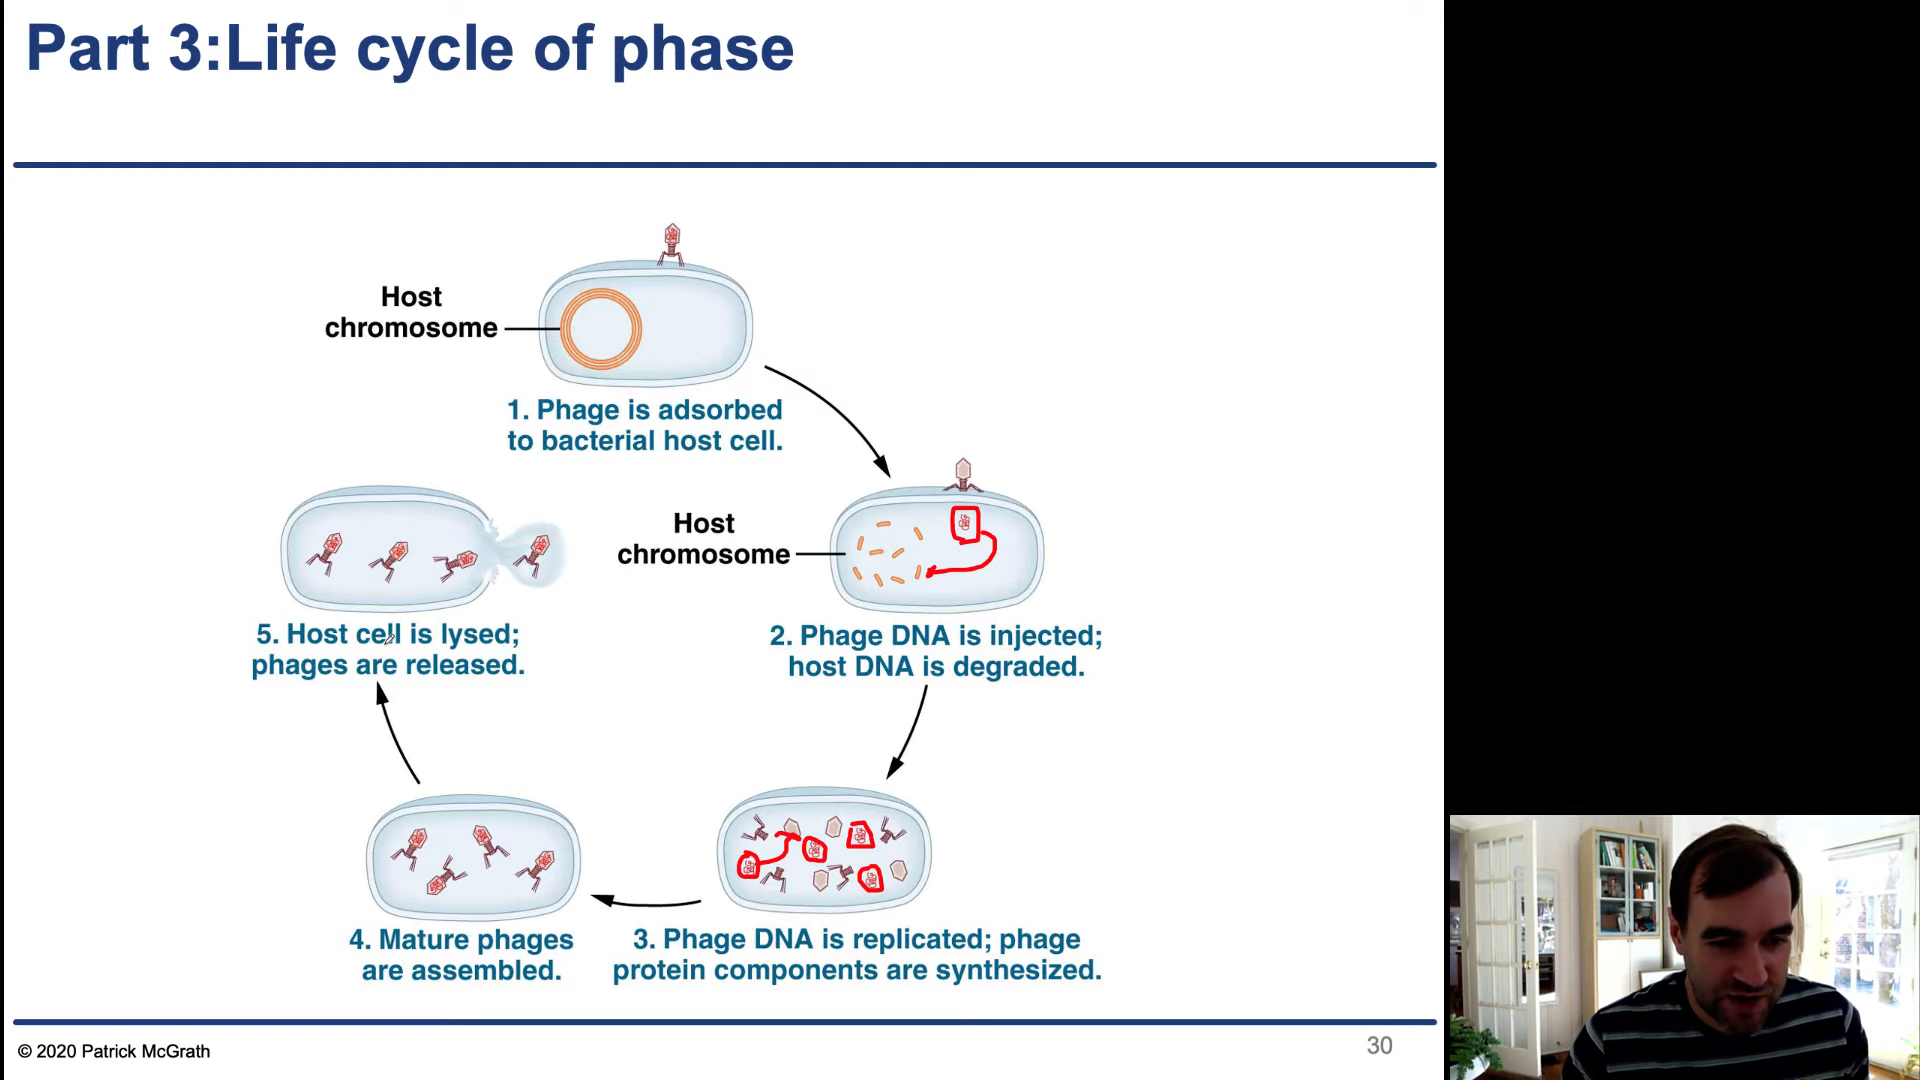 Part 3:Life cycle of phase
Host
chromosome
1. Phage is adsorbed
to bacterial host cell.
Host
chromosome
2. Phage DNA is injected;
host DNA is degraded.
3. Phage DNA is replicated; phage
protein components are synthesized.
4. Mature phages
are assembled.
5. Host cell is lysed;
phages are released.
© 2020 Patrick McGrath
30